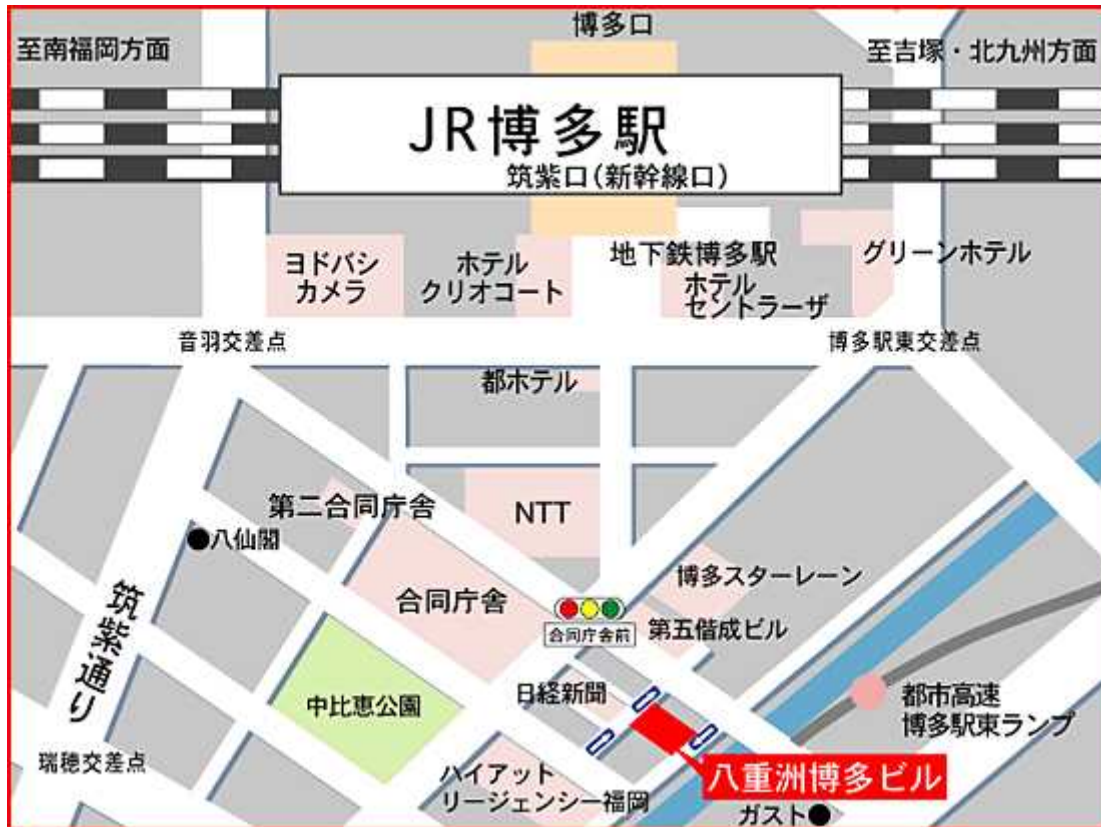 博多口
至南福岡方面
至吉塚・北九州方面
JR博多駅
筑紫口(新幹線口)
ヨドバシ
カメラ
ホテル
クリオコート
地下鉄博多駅
ホテル
セントラーザ
グリーンホテル
音羽交差点
博多駅東交差点
都ホテル
第二合同庁舎
NTT
八仙閣
合同庁舎
博多スターレーン
合同庁舎前
第五偕成ビル
筑紫通り
中比恵公園
日経新聞
都市高速
博多駅東ランプ
瑞穂交差点
ハイアット
リージェンシー福岡
八重洲博多ビル
ガスト